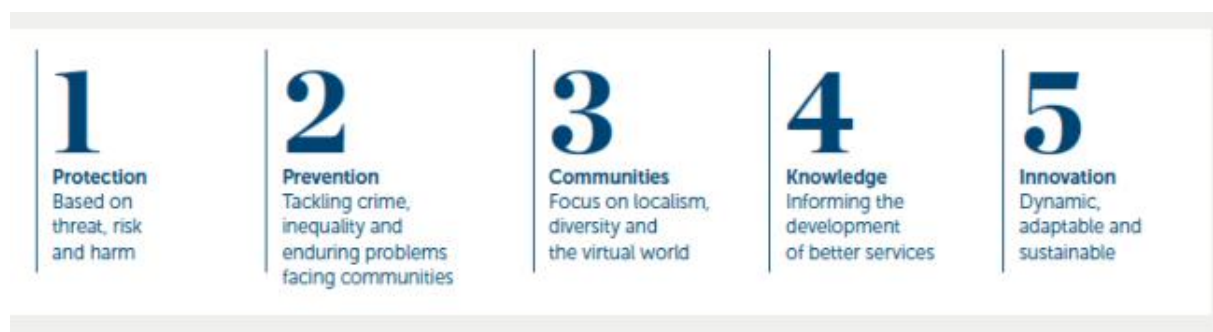 1
Protection
Based on
threat, risk
and harm
2
Prevention
Tackling crime,
inequality and
enduring problems
facing communities
3
Communities
Focus on localism,
diversity and
the virtual world
4
Knowledge
Informing the
development
of better services
5
Innovation
Dynamic,
adaptable and
sustainable